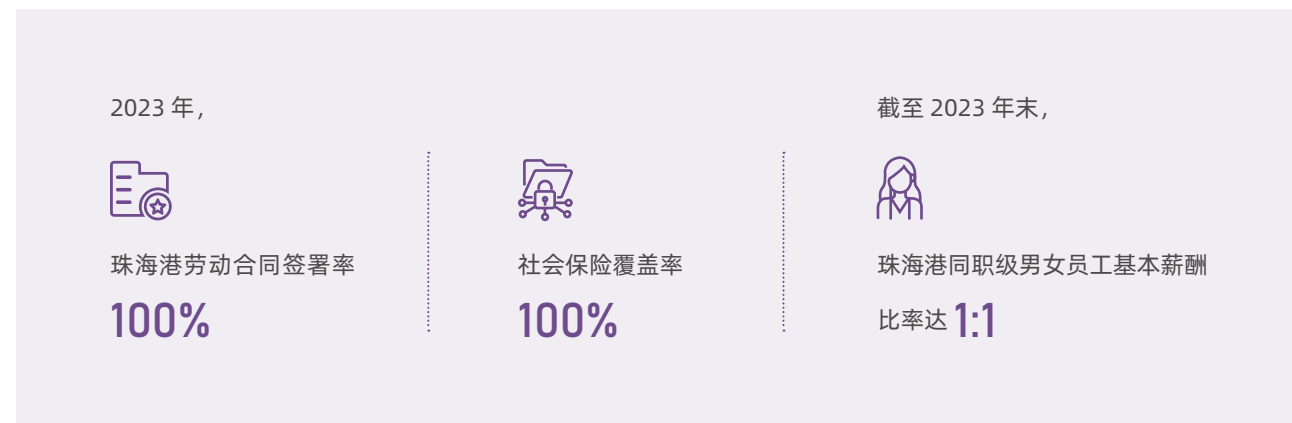 2023 年，
珠海港劳动合同签署率
100%
社会保险覆盖率
100%
截至 2023 年末，
珠海港同职级男女员工基本薪酬
比率达 1:1